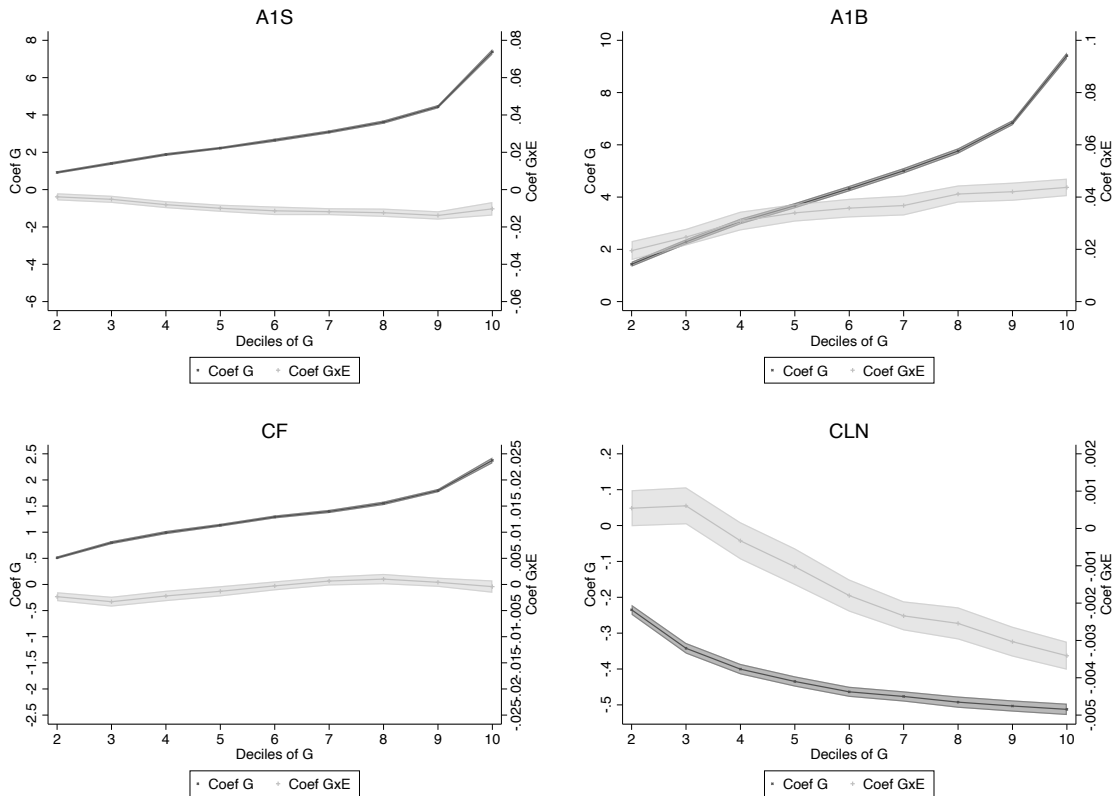 A1S
8
6
4
2
0
-2
-4
-6
Coef G
.08
.06
.04
.02
0
-.02
-.04
-.06
Coef GxE
2 3 4 5 6 7 8 9 10
Deciles of G
Coef G Coef GxE
A1B
10
8
6
4
2
0
Coef G
.1
.08
.06
.04
.02
0
Coef GxE
2 3 4 5 6 7 8 9 10
Deciles of G
Coef G Coef GxE
CF
2.5
2
1.5
1
.5
0
-.5
-1
-1.5
-2
-2.5
Coef G
.025
.02
.015
.01
.005
0
-.005
-.01
-.015
-.02
-.025
Coef GxE
2 3 4 5 6 7 8 9 10
Deciles of G
Coef G Coef GxE
CLN
.2
.1
0
-.1
-.2
-.3
-.4
-.5
Coef G
.002
.001
0
-.001
-.002
-.003
-.004
-.005
Coef GxE
2 3 4 5 6 7 8 9 10
Deciles of G
Coef G Coef GxE